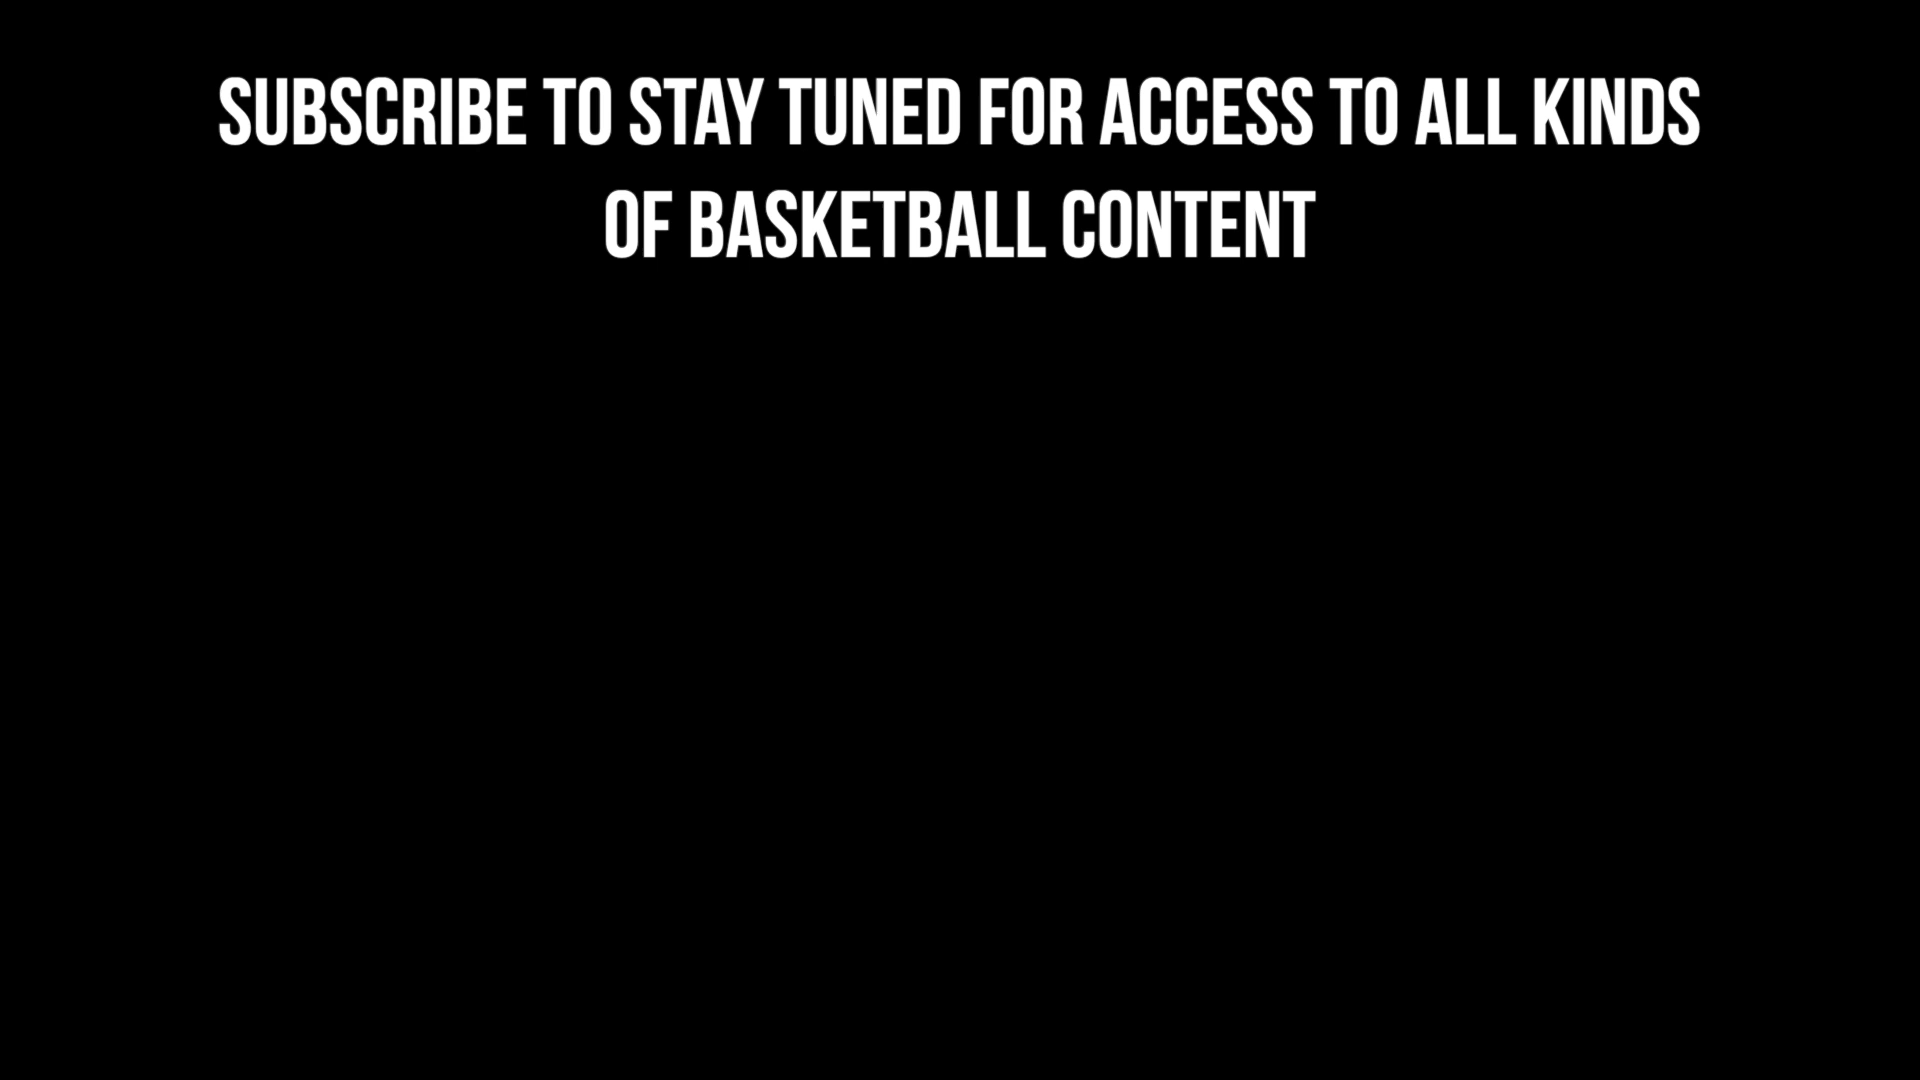 SUBSCRIBE TO STAY TUNED FOR ACCESS TO ALL KINDS
OF BASKETBALL CONTENT